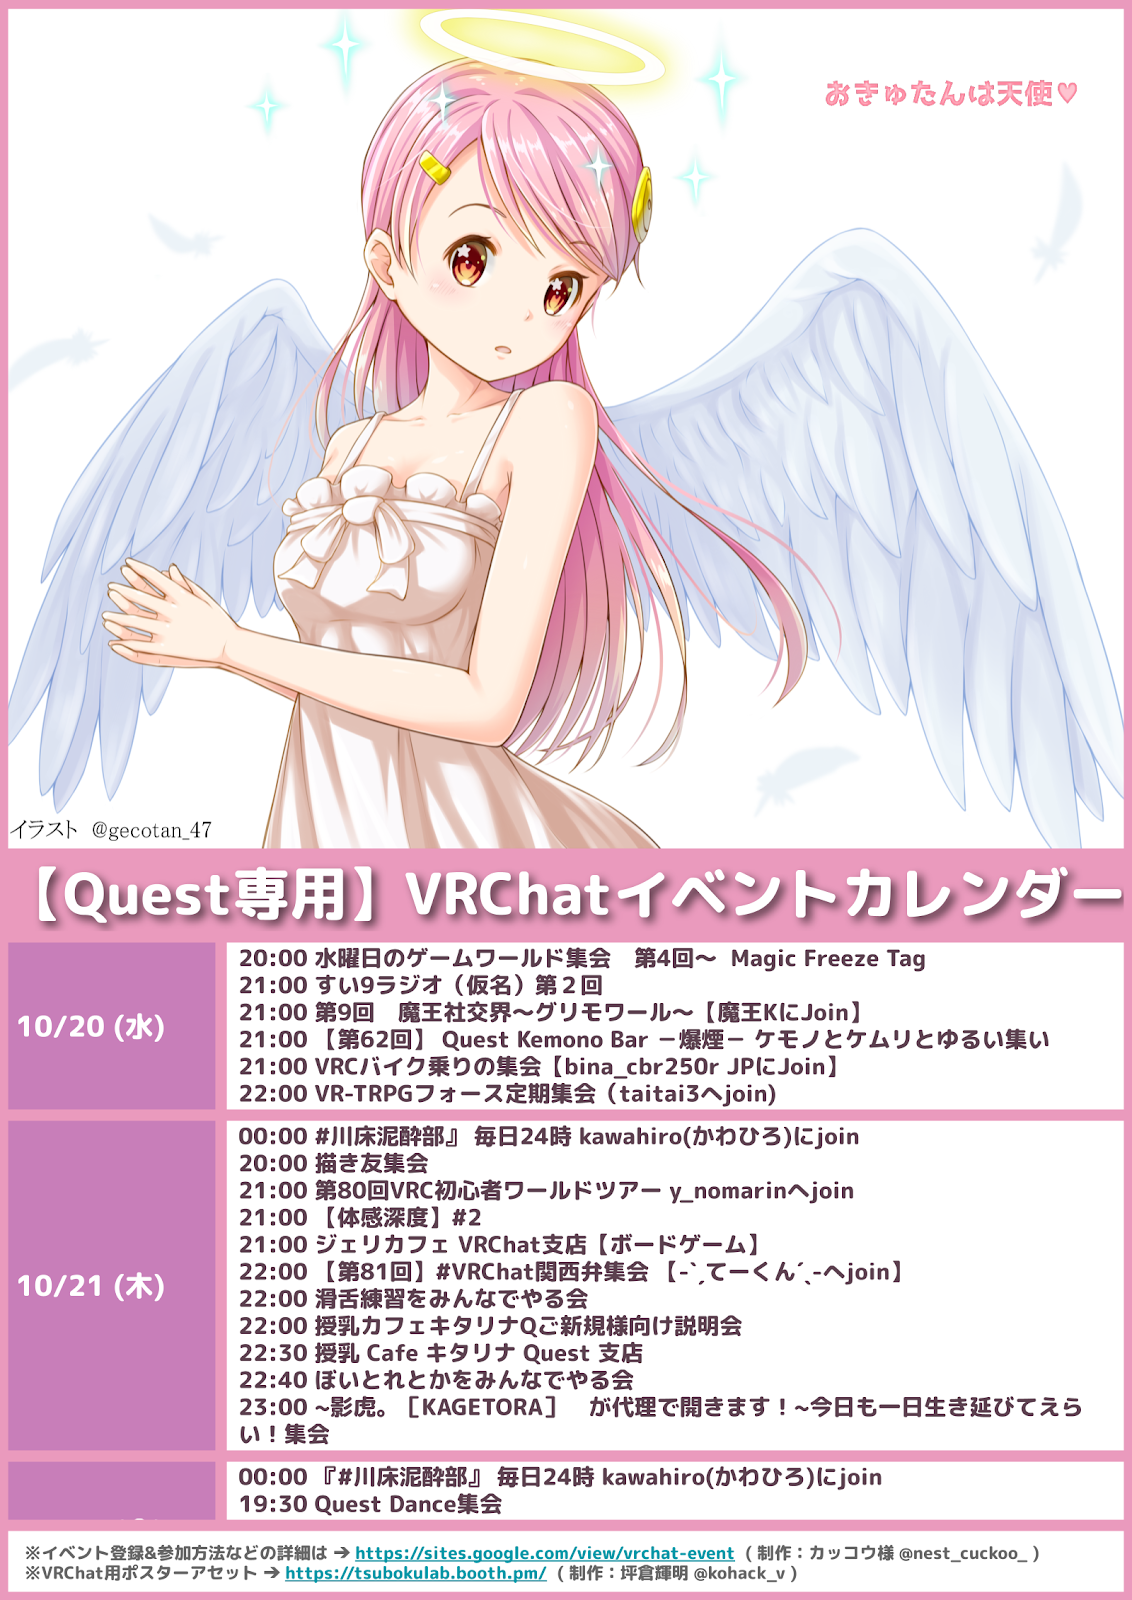 おきゅたんは天使♥
イラスト @gecotan_47
【Quest専用】VRChatイベントカレンダー
10/20 (水)
20:00 水曜日のゲームワールド集会　第4回～ Magic Freeze Tag
21:00 すい9ラジオ（仮名）第２回
21:00 第9回　魔王社交界～グリモワール～【魔王KにJoin】
21:00 【第62回】 Quest Kemono Bar －爆煙－ ケモノとケムリとゆるい集い
21:00 VRCバイク乗りの集会【bina_cbr250r JPにJoin】
22:00 VR-TRPGフォース定期集会（taitai3へjoin)
10/21 (木)
00:00 #川床泥酔部』 毎日24時 kawahiro(かわひろ)にjoin
20:00 描き友集会
21:00 第80回VRC初心者ワールドツアー y_nomarinへjoin
21:00 【体感深度】#2
21:00 ジェリカフェ VRChat支店【ボードゲーム】
22:00 【第81回】#VRChat関西弁集会 【-`ˏてーくんˊˎ-へjoin】
22:00 滑舌練習をみんなでやる会
22:00 授乳カフェキタリナQご新規様向け説明会
22:30 授乳 Cafe キタリナ Quest 支店
22:40 ぼいとれとかをみんなでやる会
23:00 ~影虎。［KAGETORA］　が代理で開きます！~今日も一日生き延びてえら
い！集会
00:00 『#川床泥酔部』 毎日24時 kawahiro(かわひろ)にjoin
19:30 Quest Dance集会
※イベント登録&参加方法などの詳細は → https://sites.google.com/view/vrchat-event ( 制作：カッコウ様 @nest_cuckoo_ )
※VRChat用ポスターアセット → https://tsubokulab.booth.pm/ ( 制作：坪倉輝明 @kohack_v )